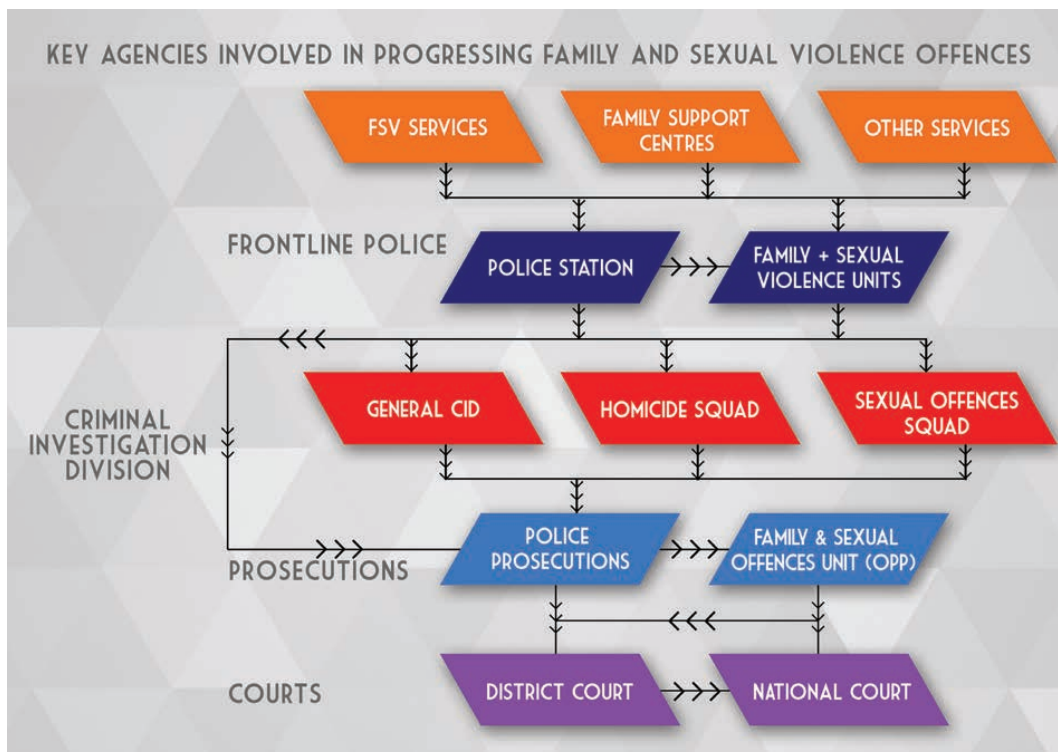 KEY AGENCIES INVOLVED IN PROGRESSING FAMILY AND SEXUAL VIOLENCE OFFENCES
FSV SERVICES
FAMILY SUPPORT
CENTRES
OTHER SERVICES
FRONTLINE POLICE
POLICE STATION
FAMILY + SEXUAL
VIOLENCE UNITS
CRIMINAL
INVESTIGATION
DIVISION
GENERAL CID
HOMICIDE SQUAD
SEXUAL OFFENCES
SQUAD
PROSECUTIONS
POLICE
PROSECUTIONS
FAMILY & SEXUAL
OFFENCES UNIT (OPP)
COURTS
DISTRICT COURT
NATIONAL COURT